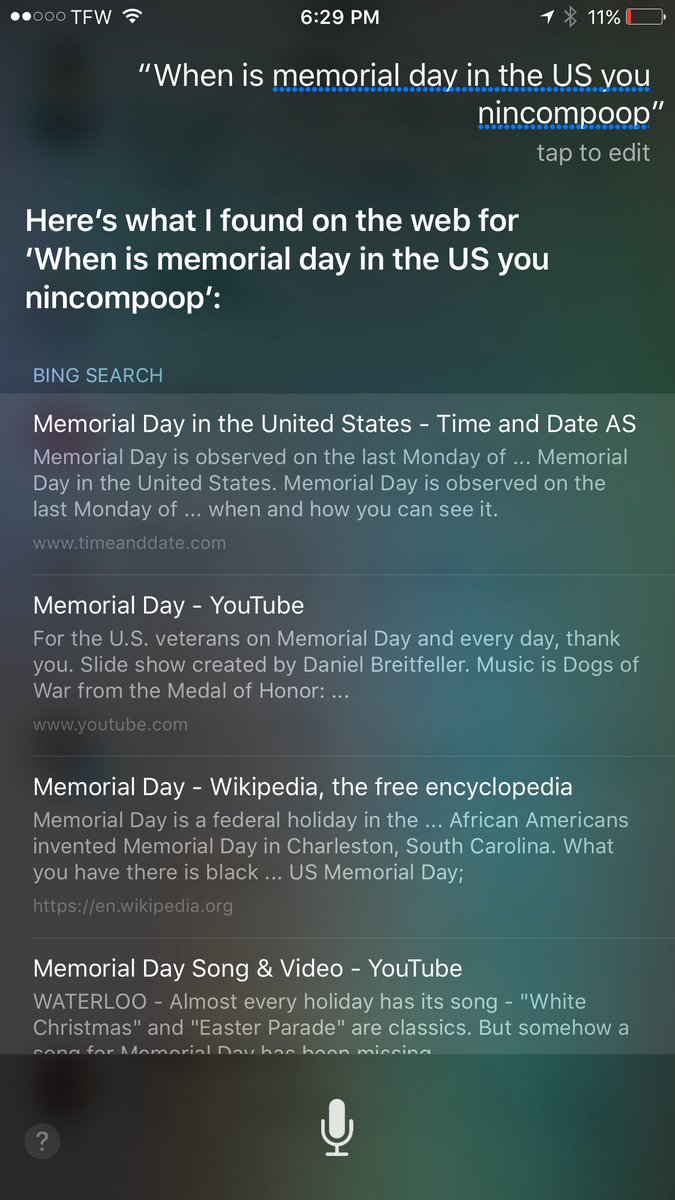 TFW 6:29 PM 11%
“When is memorial day in the US you
nincompoop”
tap to edit
Here’s what I found on the web for
‘When is memorial day in the US you
nincompoop’:
BING SEARCH
Memorial Day in the United States - Time and Date AS
Memorial Day is observed on the last Monday of ... Memorial
Day in the United States. Memorial Day is observed on the
last Monday of ... when and how you can see it.
www.timeanddate.com
Memorial Day - YouTube
For the U.S. veterans on Memorial Day and every day, thank
you. Slide show created by Daniel Breitfeller. Music is Dogs of
War from the Medal of Honor: ...
www.youtube.com
Memorial Day - Wikipedia, the free encyclopedia
Memorial Day is a federal holiday in the ... African Americans
invented Memorial Day in Charleston, South Carolina. What
you have there is black ... US Memorial Day;
https://en.wikipedia.org
Memorial Day Song & Video - YouTube
WATERLOO - Almost every holiday has its song - "White
Christmas" and "Easter Parade" are classics. But somehow a
song for Memorial Day has been missing
?